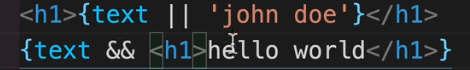 <h1>{text || 'john doe'}</h1>
{text && <h1>hello world</h1>}